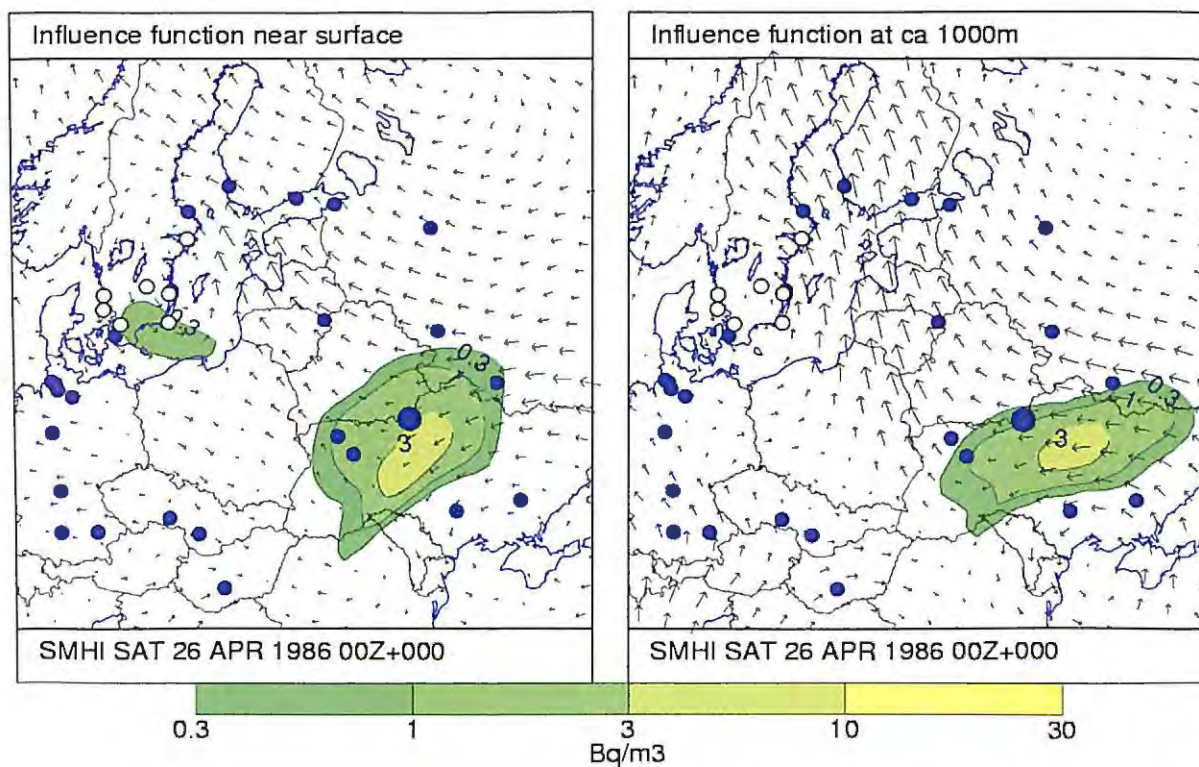 Influence function near surface
Influence function at ca 1000m
0.3
0.3
3
0.3
1
3
SMHI SAT 26 APR 1986 00Z+000
SMHI SAT 26 APR 1986 00Z+000
0.3 1 3 10 30
Bq/m3